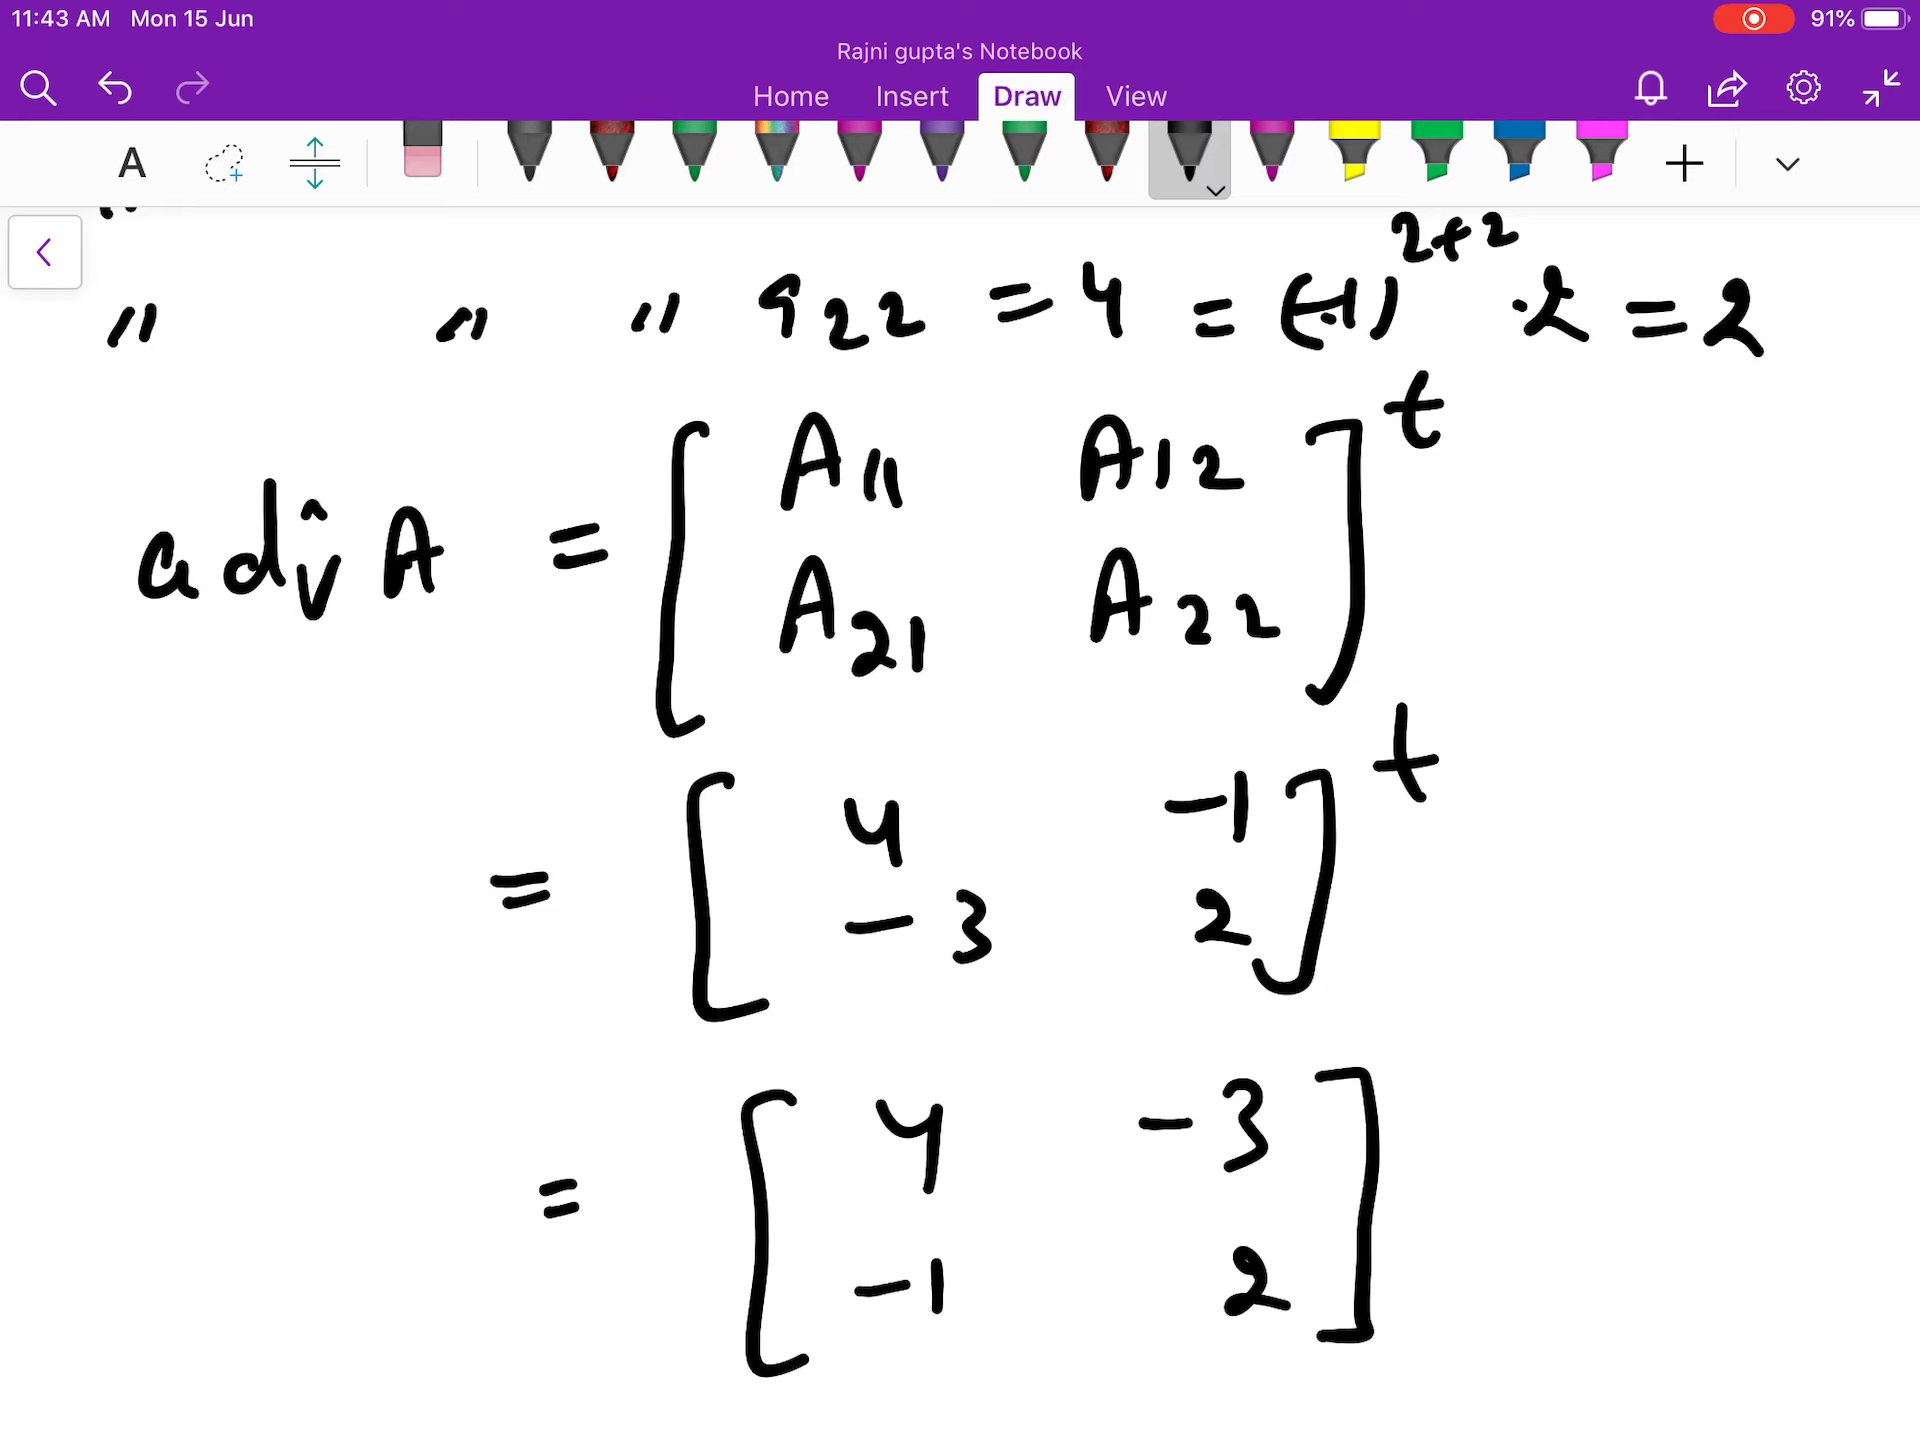 11:43 AM Mon 15 Jun 91%
Rajni gupta's Notebook
Home Insert Draw View
A
"
" " " a22 = 4 = (-1)^2+2 . 2 = 2
adj A = [ A11 A12 ]^t
A21 A22
= [ 4 -1 ]^t
-3 2
= [ 4 -3 ]
-1 2